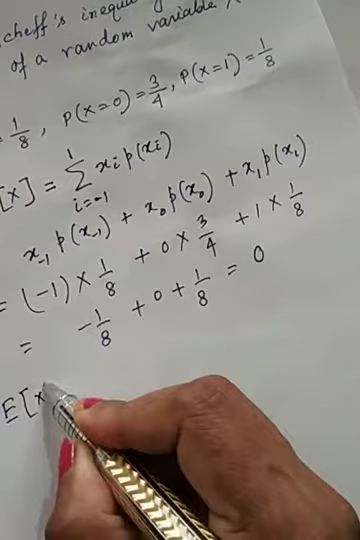 cheff's inequ
of a random variable X
= 1/8, P(x=0) = 3/4, P(x=1) = 1/8
[X] = Σ_{i=-1}^{1} x_i p(x_i)
x_{-1} p(x_{-1}) + x_0 p(x_0) + x_1 p(x_1)
= (-1) × 1/8 + 0 × 3/4 + 1 × 1/8
= -1/8 + 0 + 1/8 = 0
E[x